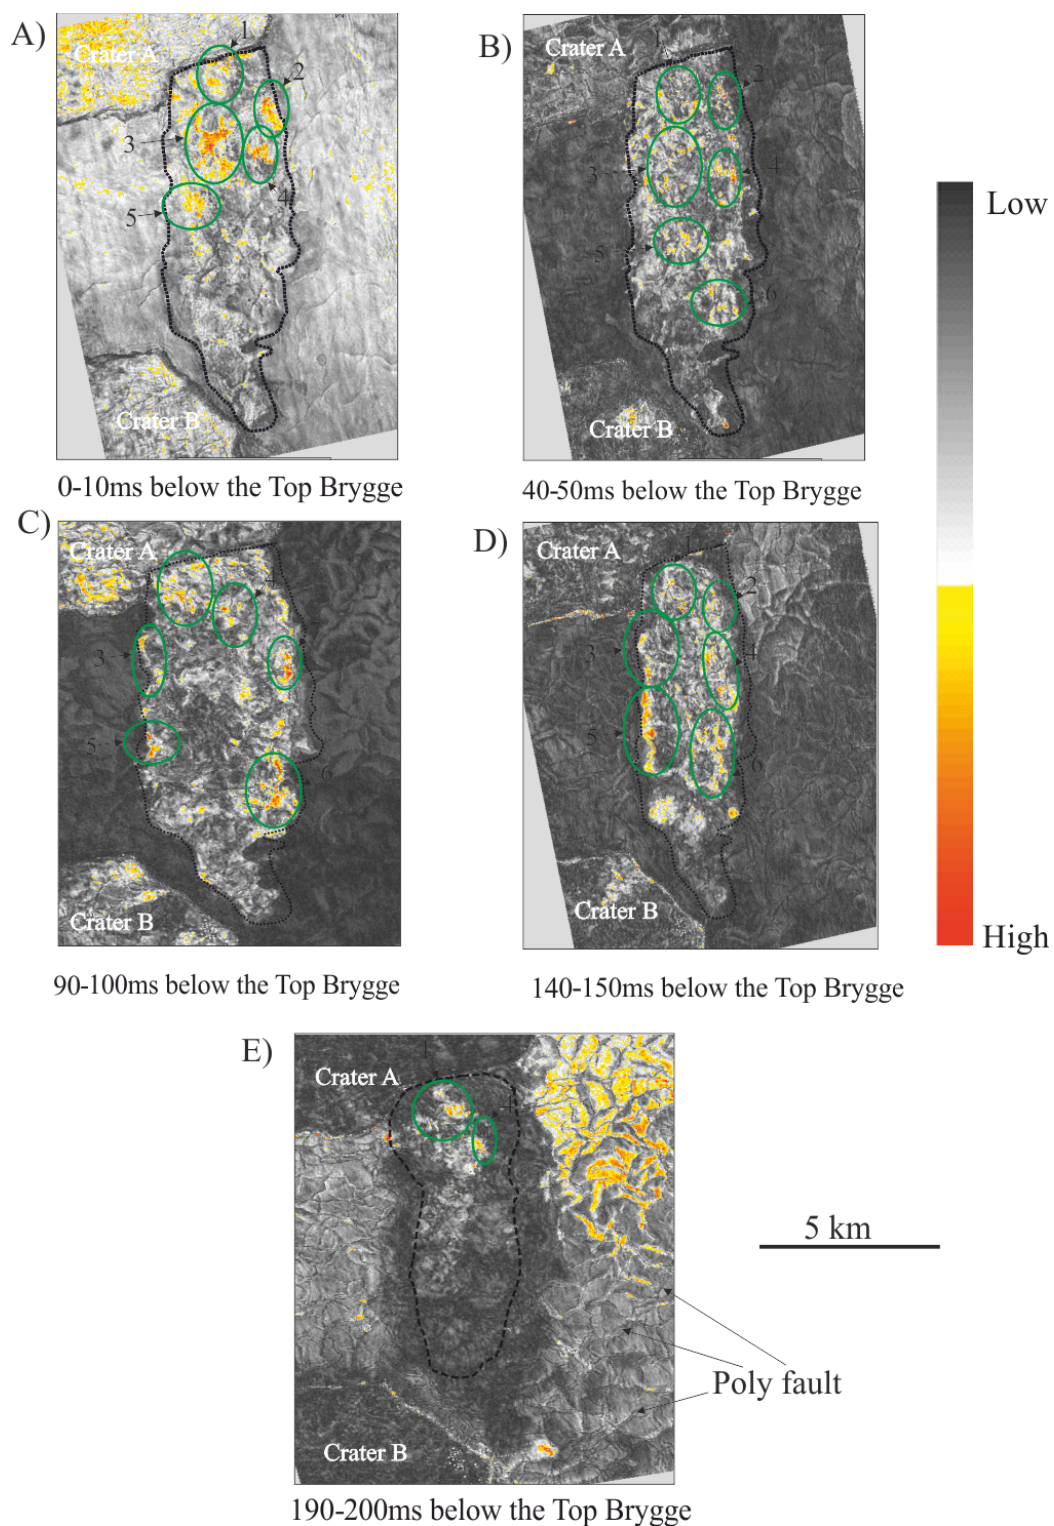 A)
Crater A
1
2
3
4
5
Crater B
0-10ms below the Top Brygge
B)
Crater A
1
2
3
4
5
6
Crater B
40-50ms below the Top Brygge
Low
High
C)
Crater A
3
5
6
Crater B
90-100ms below the Top Brygge
D)
Crater A
2
3
4
5
6
Crater B
140-150ms below the Top Brygge
E)
Crater A
1
Crater B
190-200ms below the Top Brygge
5 km
Poly fault